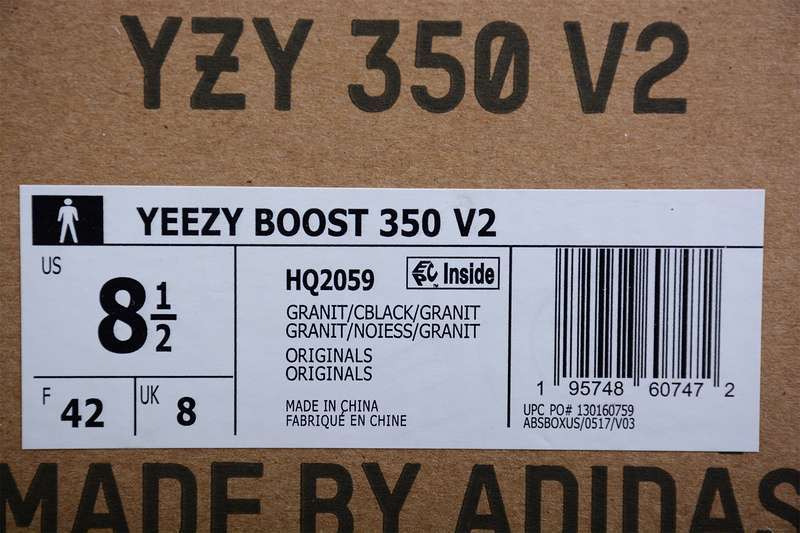 YZY 350 V2
YEEZY BOOST 350 V2
US
8 1/2
F 42
UK 8
HQ2059
EPC Inside
GRANIT/CBLACK/GRANIT
GRANIT/NOIESS/GRANIT
ORIGINALS
ORIGINALS
MADE IN CHINA
FABRIQUÉ EN CHINE
1 95748 60747 2
UPC PO# 130160759
ABSBOXUS/0517/V03
MADE BY ADIDAS